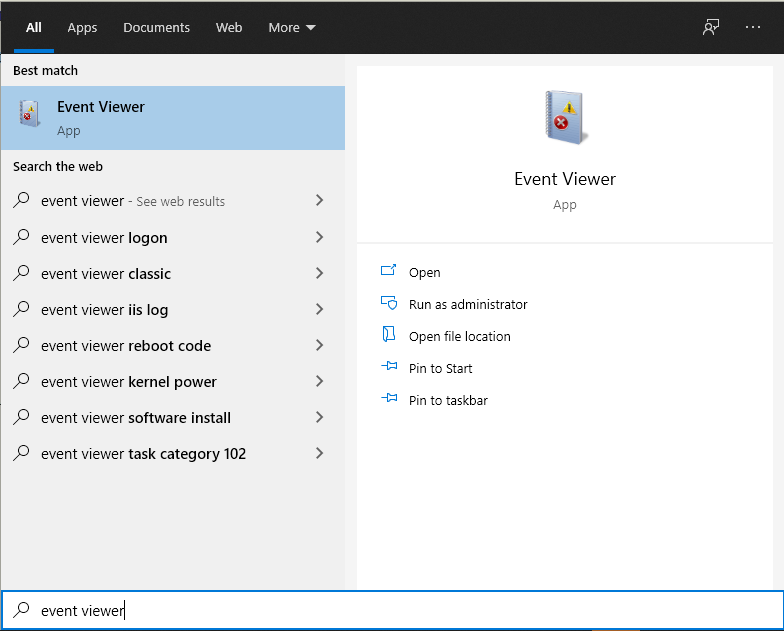 All Apps Documents Web More
Best match
Event Viewer
App
Search the web
event viewer - See web results
event viewer logon
event viewer classic
event viewer iis log
event viewer reboot code
event viewer kernel power
event viewer software install
event viewer task category 102
Event Viewer
App
Open
Run as administrator
Open file location
Pin to Start
Pin to taskbar
event viewer